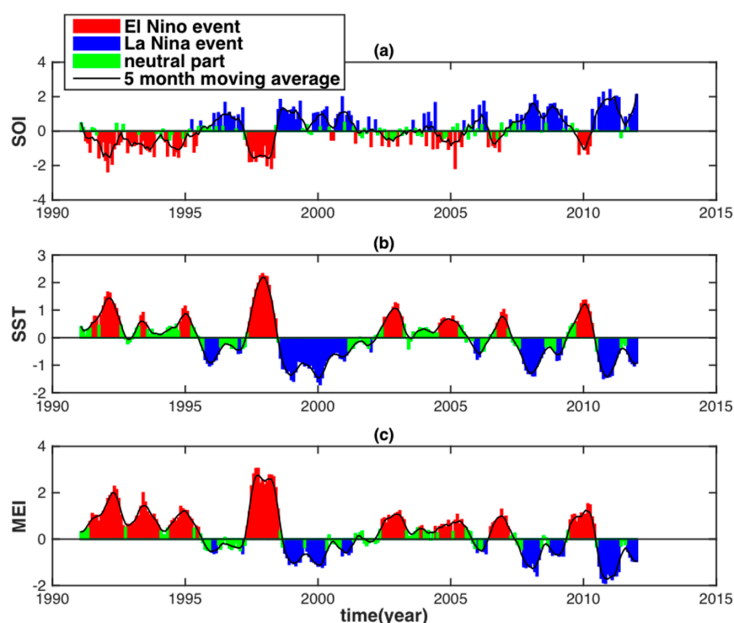 El Nino event
La Nina event
neutral part
5 month moving average
(a)
4
2
0
-2
-4
SOI
1990 1995 2000 2005 2010 2015
(b)
3
2
1
0
-1
-2
SST
1990 1995 2000 2005 2010 2015
(c)
4
2
0
-2
MEI
1990 1995 2000 2005 2010 2015
time(year)